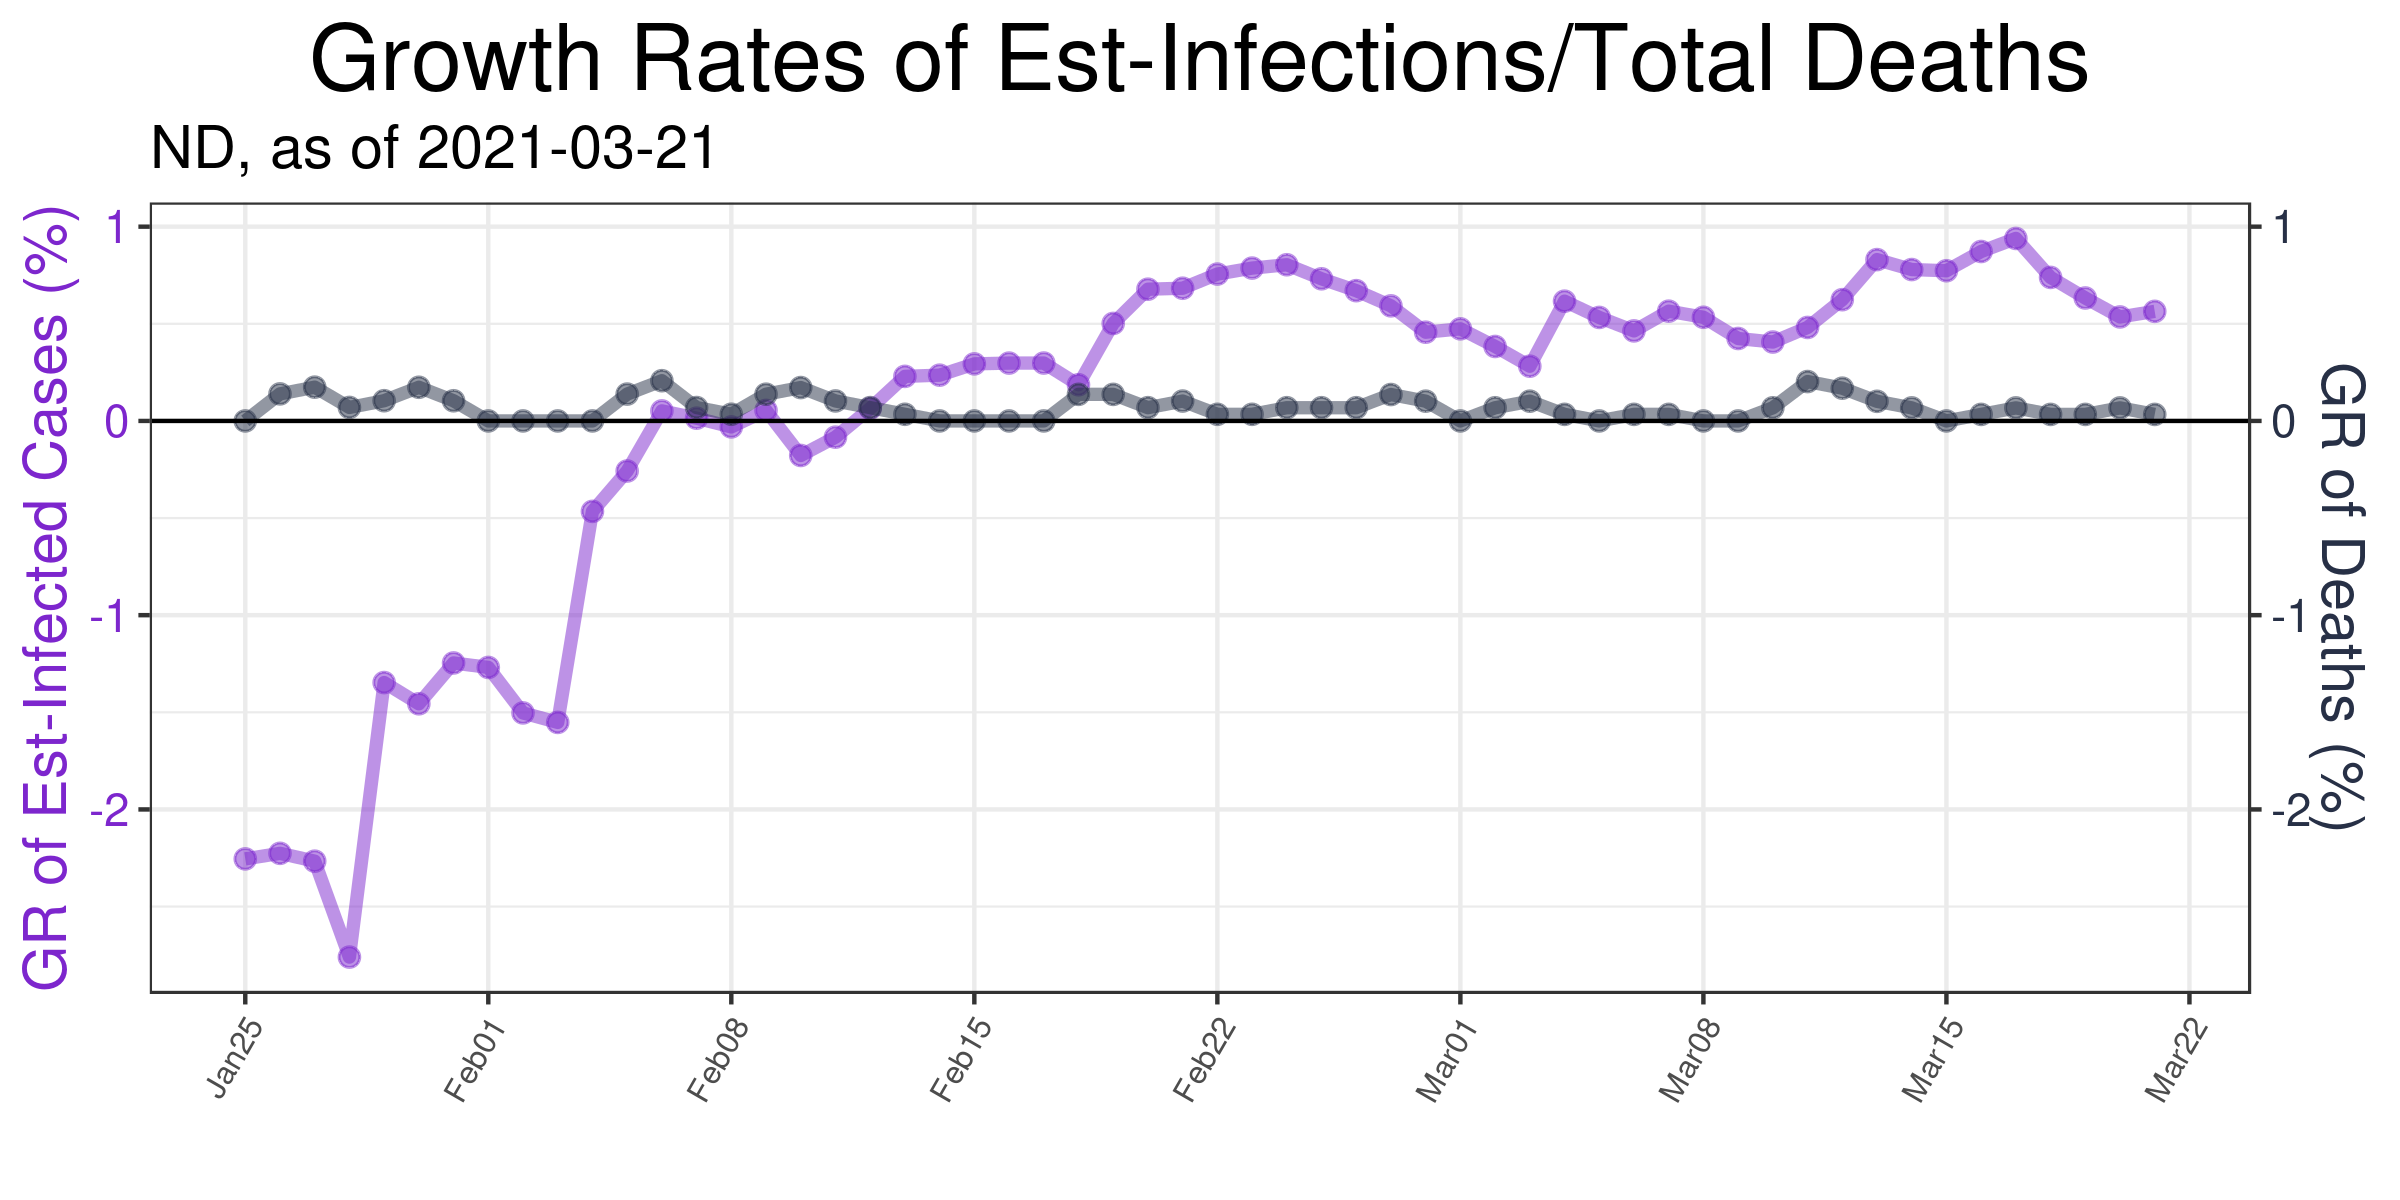 Growth Rates of Est-Infections/Total Deaths
ND, as of 2021-03-21
GR of Est-Infected Cases (%)
1
0
-1
-2
1
0
-1
-2
GR of Deaths (%)
Jan25
Feb01
Feb08
Feb15
Feb22
Mar01
Mar08
Mar15
Mar22